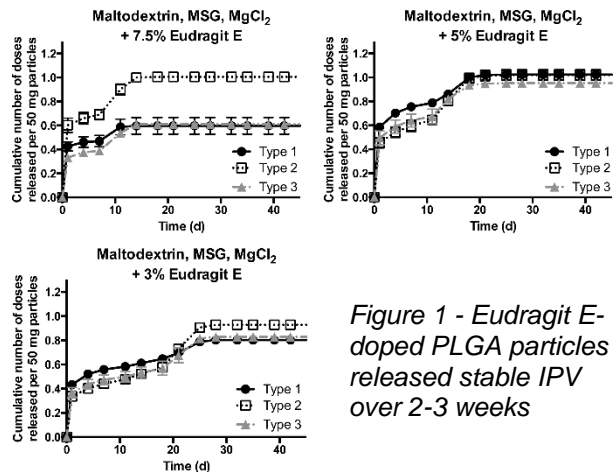 Maltodextrin, MSG, MgCl₂
+ 7.5% Eudragit E
Cumulative number of doses
released per 50 mg particles
1.2
1.0
0.8
0.6
0.4
0.2
0.0
Type 1
Type 2
Type 3
0 10 20 30 40
Time (d)
Maltodextrin, MSG, MgCl₂
+ 5% Eudragit E
Cumulative number of doses
released per 50 mg particles
1.2
1.0
0.8
0.6
0.4
0.2
0.0
Type 1
Type 2
Type 3
0 10 20 30 40
Time (d)
Maltodextrin, MSG, MgCl₂
+ 3% Eudragit E
Cumulative number of doses
released per 50 mg particles
1.2
1.0
0.8
0.6
0.4
0.2
0.0
Type 1
Type 2
Type 3
0 10 20 30 40
Time (d)
Figure 1 - Eudragit E-
doped PLGA particles
released stable IPV
over 2-3 weeks